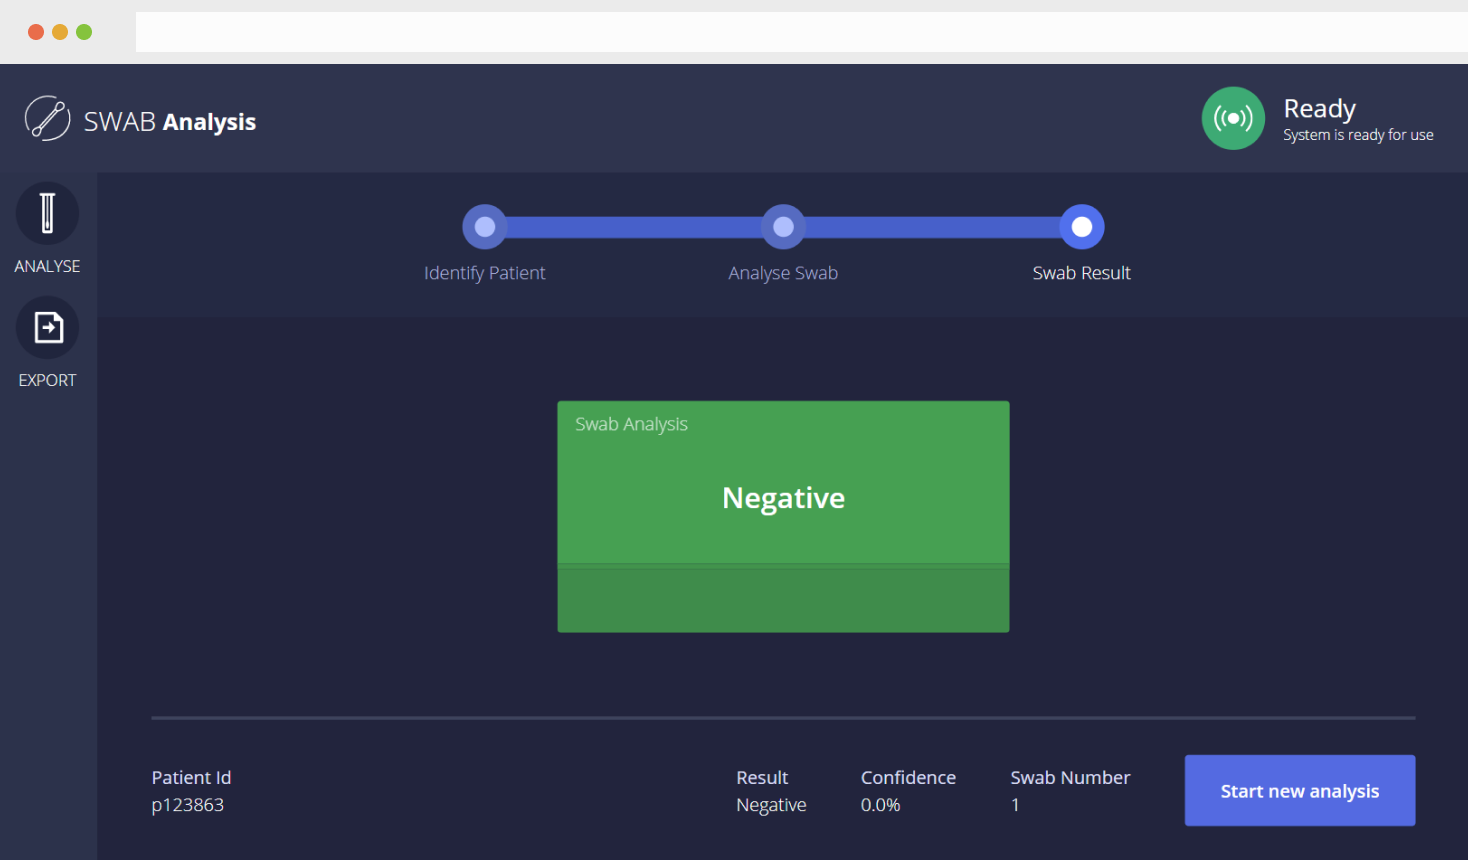 SWAB Analysis
Ready
System is ready for use
ANALYSE
EXPORT
Identify Patient
Analyse Swab
Swab Result
Swab Analysis
Negative
Patient Id
p123863
Result
Negative
Confidence
0.0%
Swab Number
1
Start new analysis